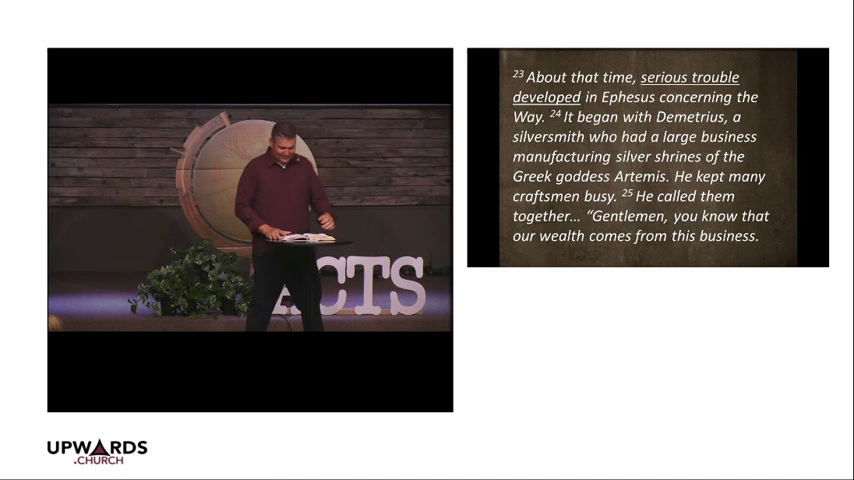 23 About that time, serious trouble
developed in Ephesus concerning the
Way. 24 It began with Demetrius, a
silversmith who had a large business
manufacturing silver shrines of the
Greek goddess Artemis. He kept many
craftsmen busy. 25 He called them
together… “Gentlemen, you know that
our wealth comes from this business.
ACTS
UPWARDS
.CHURCH